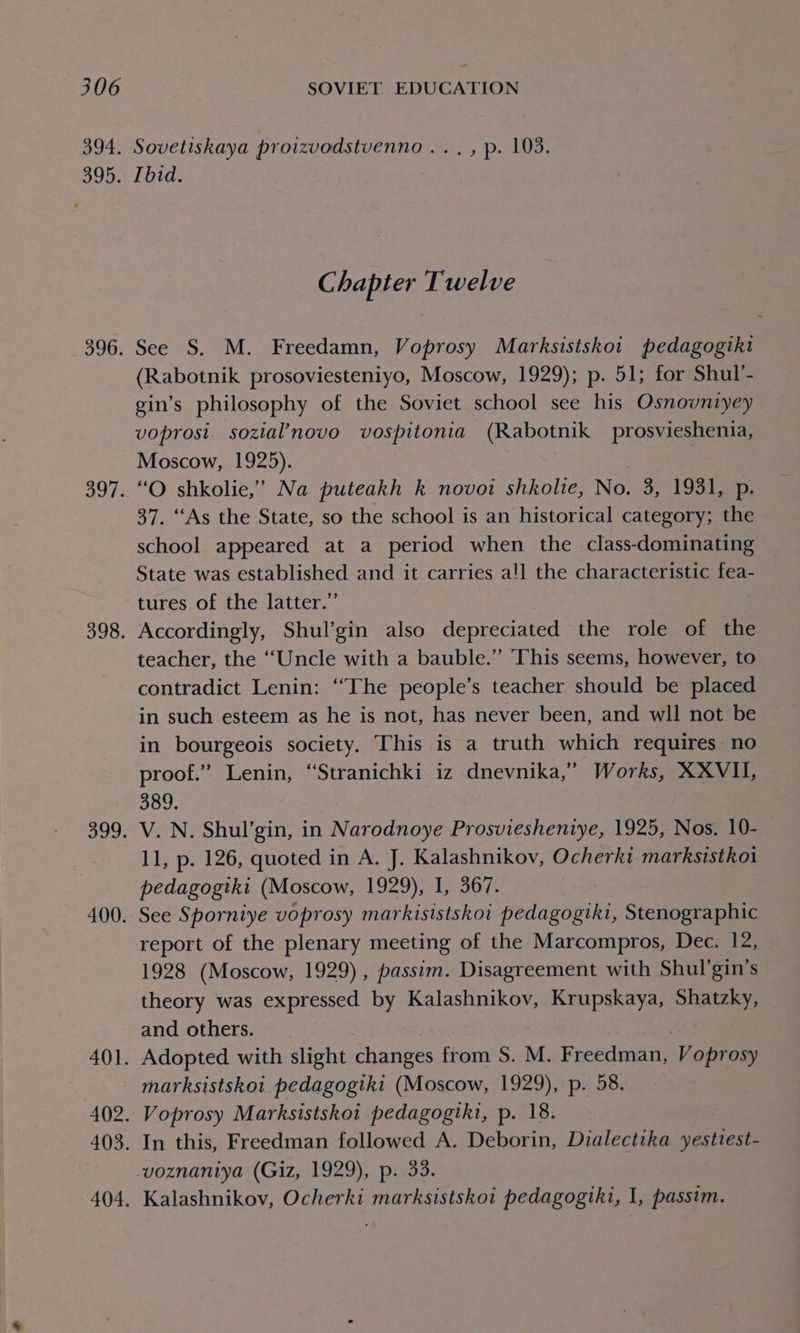 306 SOVIET EDUCATION
394. Sovetiskaya proizvodstvenno . . . , p. 103.
395. Ibid.
Chapter Twelve
396. See S. M. Freedamn, Voprosy Marksistskoi pedagogiki
(Rabotnik prosoviesteniyo, Moscow, 1929); p. 51; for Shul'-
gin's philosophy of the Soviet school see his Osnovniyey
voprosi sozial'novo vospitonia (Rabotnik prosvieshenia,
Moscow, 1925).
397. "O shkolie," Na puteakh k novoi shkolie, No. 3, 1931, p.
37. "As the State, so the school is an historical category; the
school appeared at a period when the class-dominating
State was established and it carries all the characteristic fea-
tures of the latter."
398. Accordingly, Shul'gin also depreciated the role of the
teacher, the "Uncle with a bauble." This seems, however, to
contradict Lenin: "The people's teacher should be placed
in such esteem as he is not, has never been, and wll not be
in bourgeois society. This is a truth which requires no
proof." Lenin, "Stranichki iz dnevnika," Works, XXVII,
389.
399. V. N. Shul'gin, in Narodnoye Prosviesheniye, 1925, Nos. 10-
11, p. 126, quoted in A. J. Kalashnikov, Ocherki marksistkoi
pedagogiki (Moscow, 1929), I, 367.
400. See Sporniye voprosy markisistskoi pedagogiki, Stenographic
report of the plenary meeting of the Marcompros, Dec. 12,
1928 (Moscow, 1929), passim. Disagreement with Shul'gin's
theory was expressed by Kalashnikov, Krupskaya, Shatzky,
and others.
401. Adopted with slight changes from S. M. Freedman, Voprosy
marksistskoi pedagogiki (Moscow, 1929), p. 58.
402. Voprosy Marksistskoi pedagogiki, p. 18.
403. In this, Freedman followed A. Deborin, Dialectika yestiest-
voznaniya (Giz, 1929), p. 33.
404. Kalashnikov, Ocherki marksistskoi pedagogiki, I, passim.